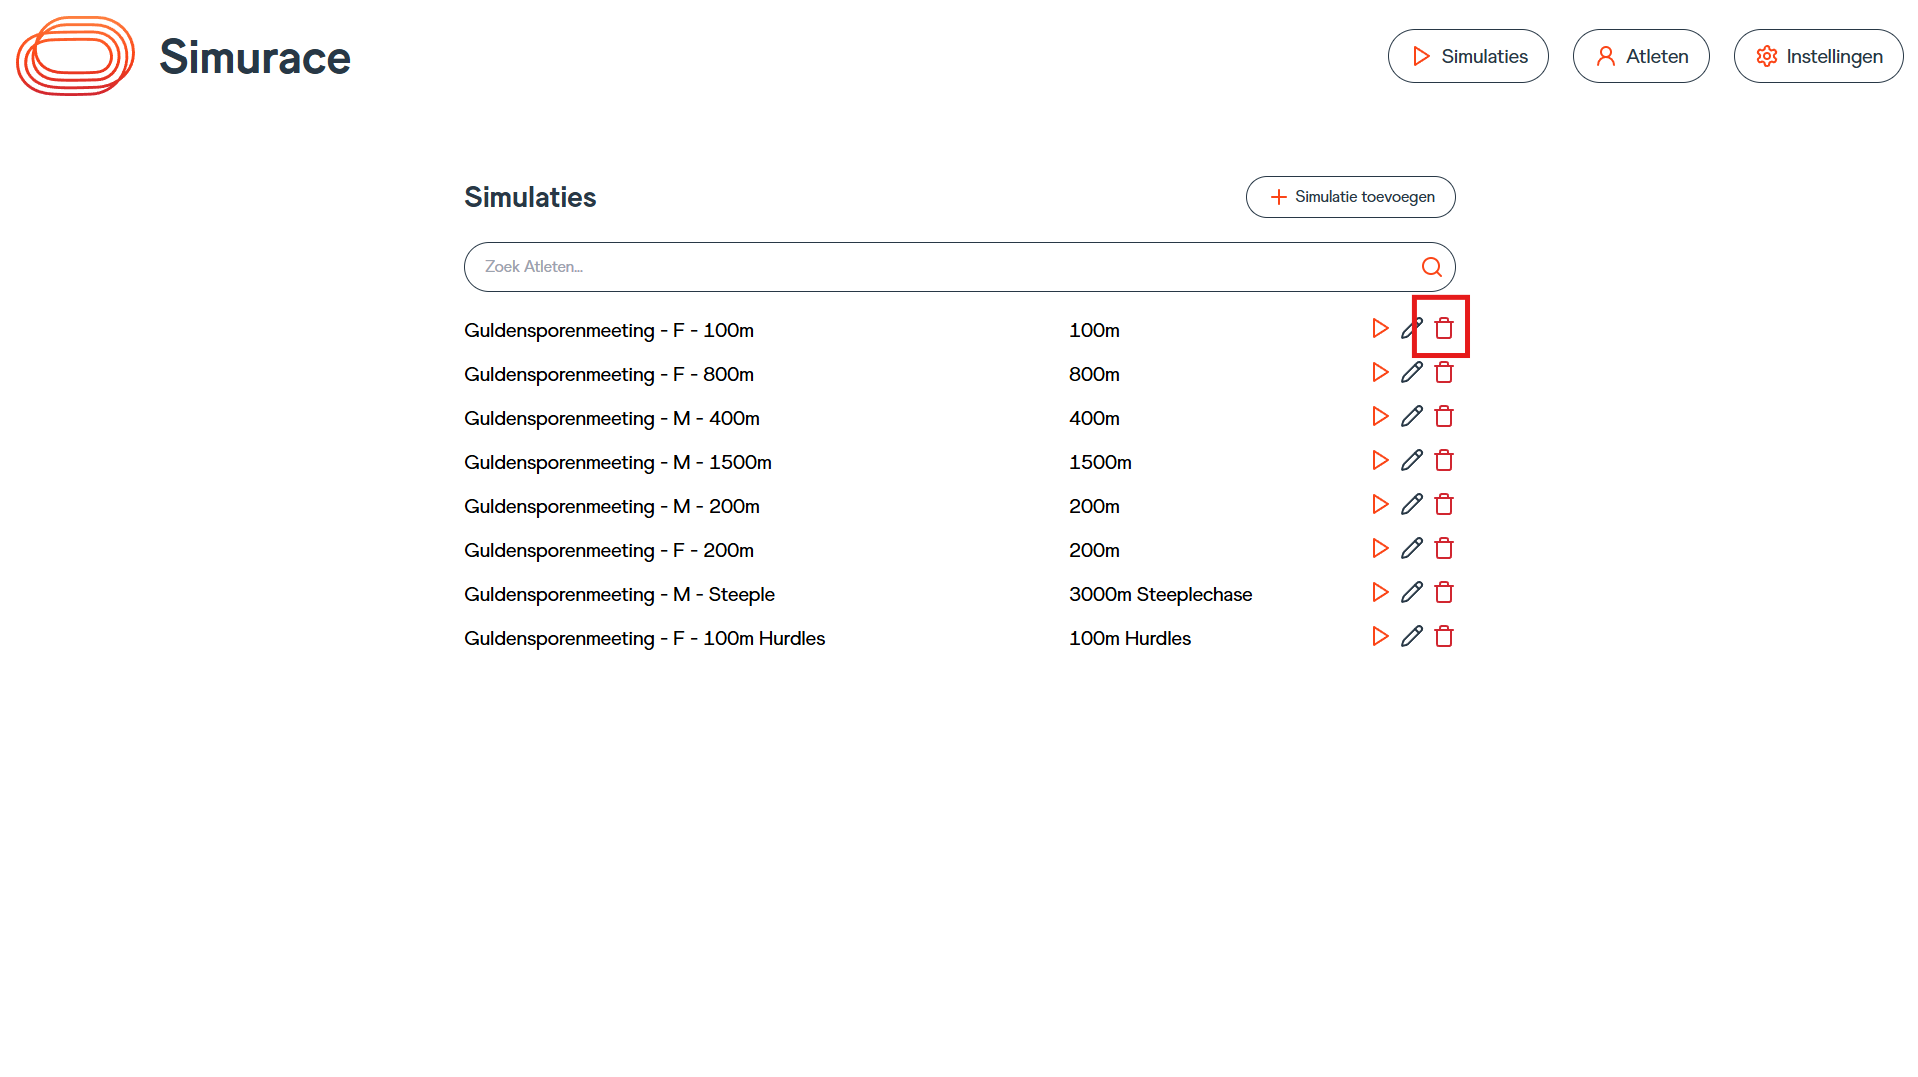 Simurace
Simulaties
Atleten
Instellingen
Simulaties
Simulatie toevoegen
Zoek Atleten...
Guldensporenmeeting - F - 100m 100m
Guldensporenmeeting - F - 800m 800m
Guldensporenmeeting - M - 400m 400m
Guldensporenmeeting - M - 1500m 1500m
Guldensporenmeeting - M - 200m 200m
Guldensporenmeeting - F - 200m 200m
Guldensporenmeeting - M - Steeple 3000m Steeplechase
Guldensporenmeeting - F - 100m Hurdles 100m Hurdles